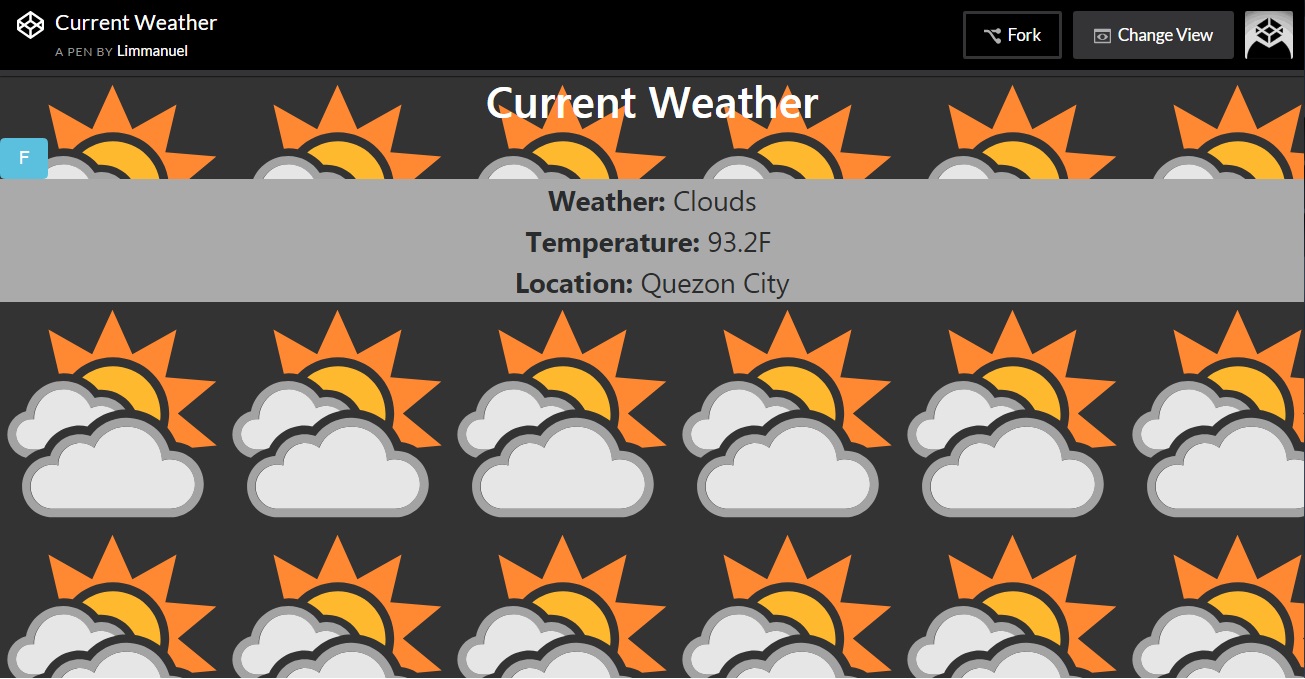 Current Weather
A PEN BY Limmanuel
Fork
Change View
Current Weather
F
Weather: Clouds
Temperature: 93.2F
Location: Quezon City